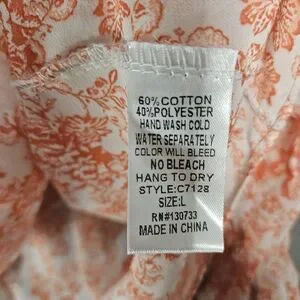 60% COTTON
40% POLYESTER
HAND WASH COLD
WATER SEPARATELY
COLOR WILL BLEED
NO BLEACH
HANG TO DRY
STYLE:C7128
SIZE:L
RN#130733
MADE IN CHINA